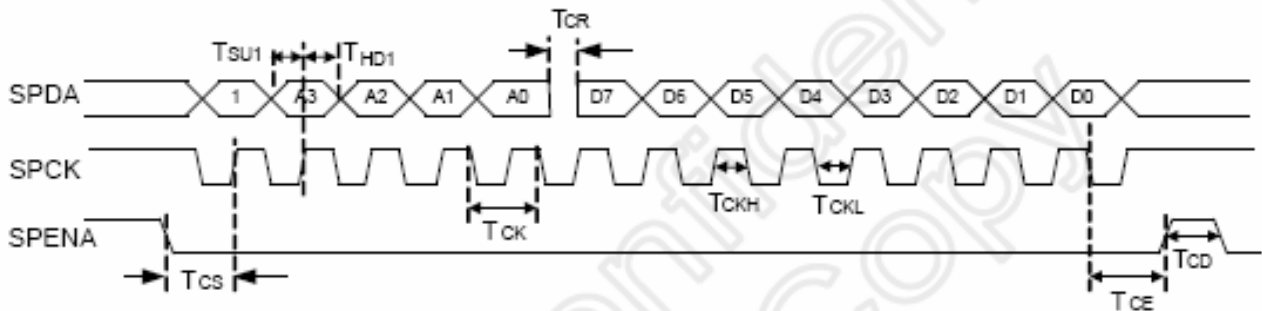 TCR
TSU1 THD1
SPDA 1 A3 A2 A1 A0 D7 D6 D5 D4 D3 D2 D1 D0
SPCK
TCK TCKH TCKL
SPENA
TCS TCD
TCE